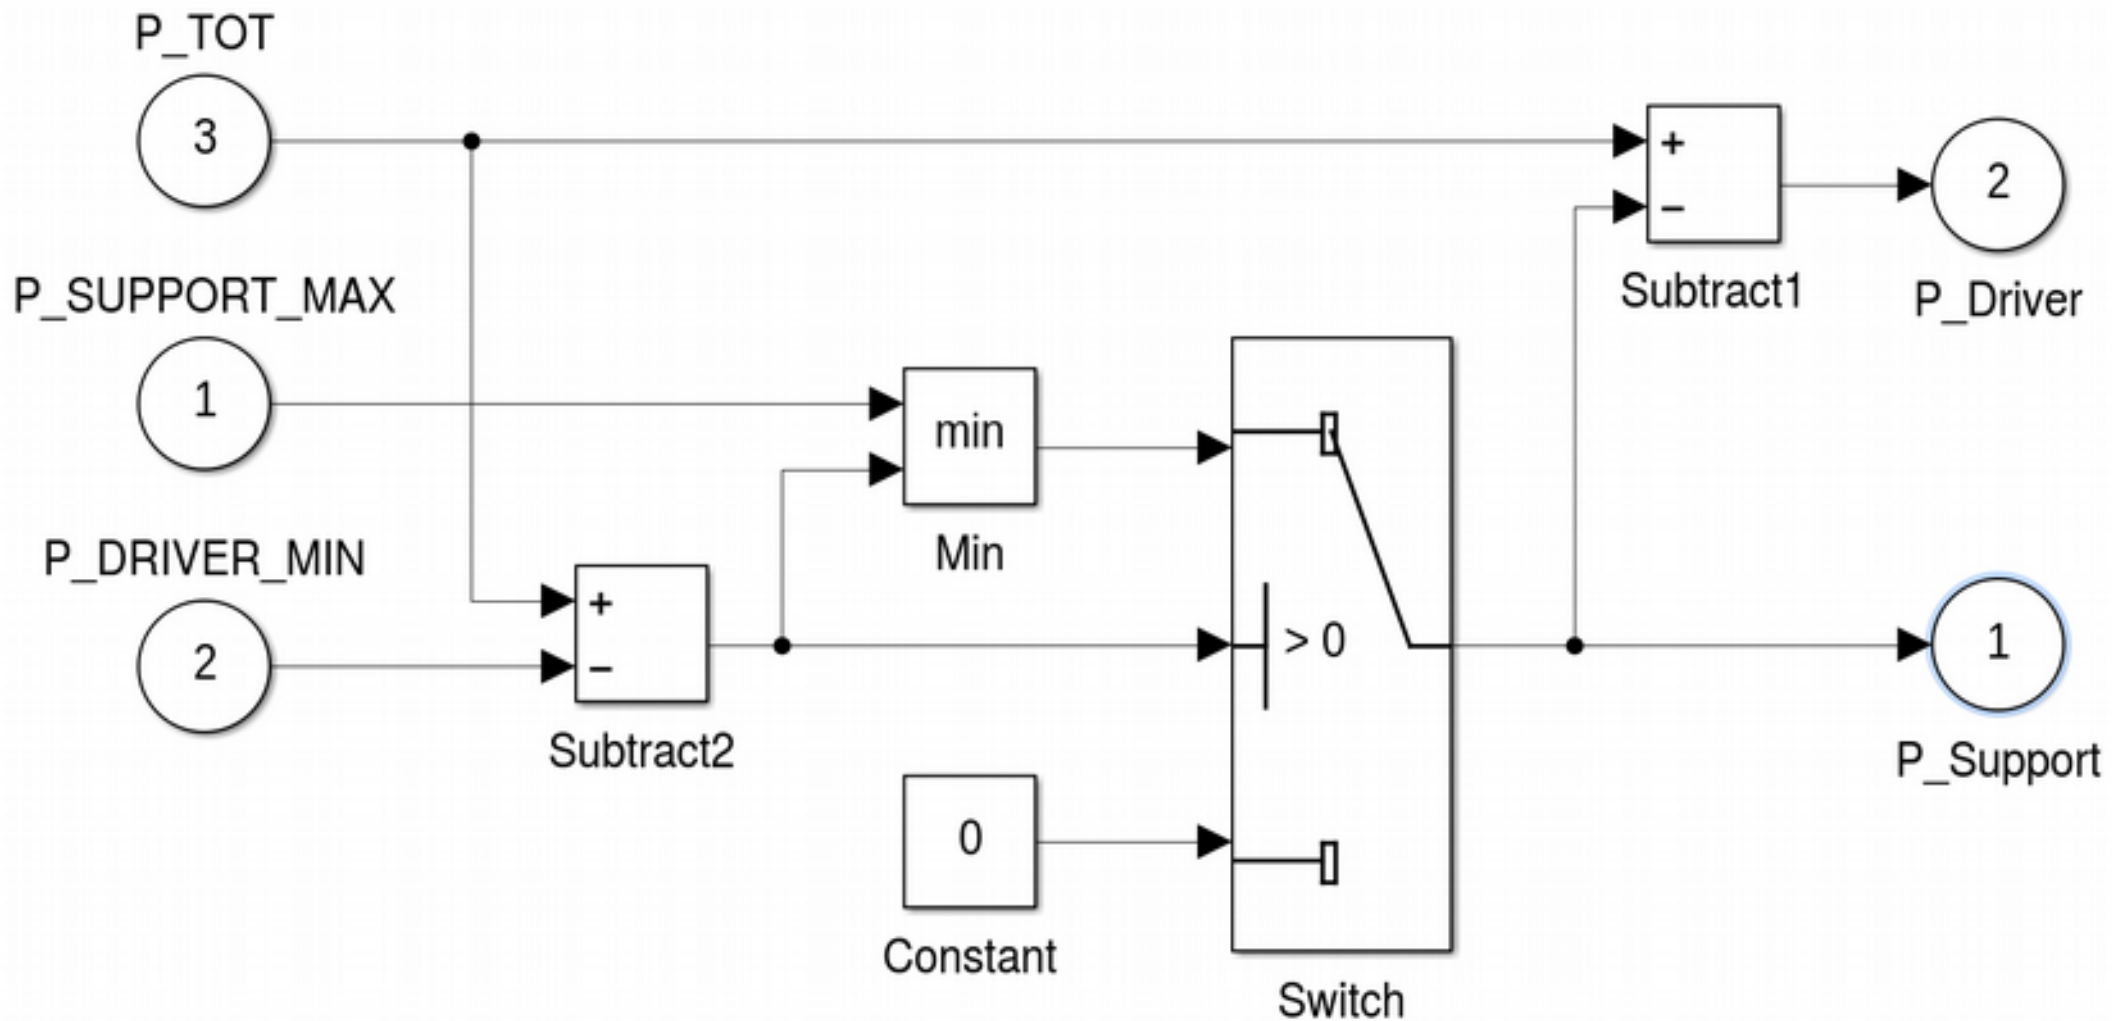 P_TOT
3
+
−
2
Subtract1
P_Driver
P_SUPPORT_MAX
1
min
Min
P_DRIVER_MIN
2
+
−
Subtract2
> 0
1
P_Support
0
Constant
Switch